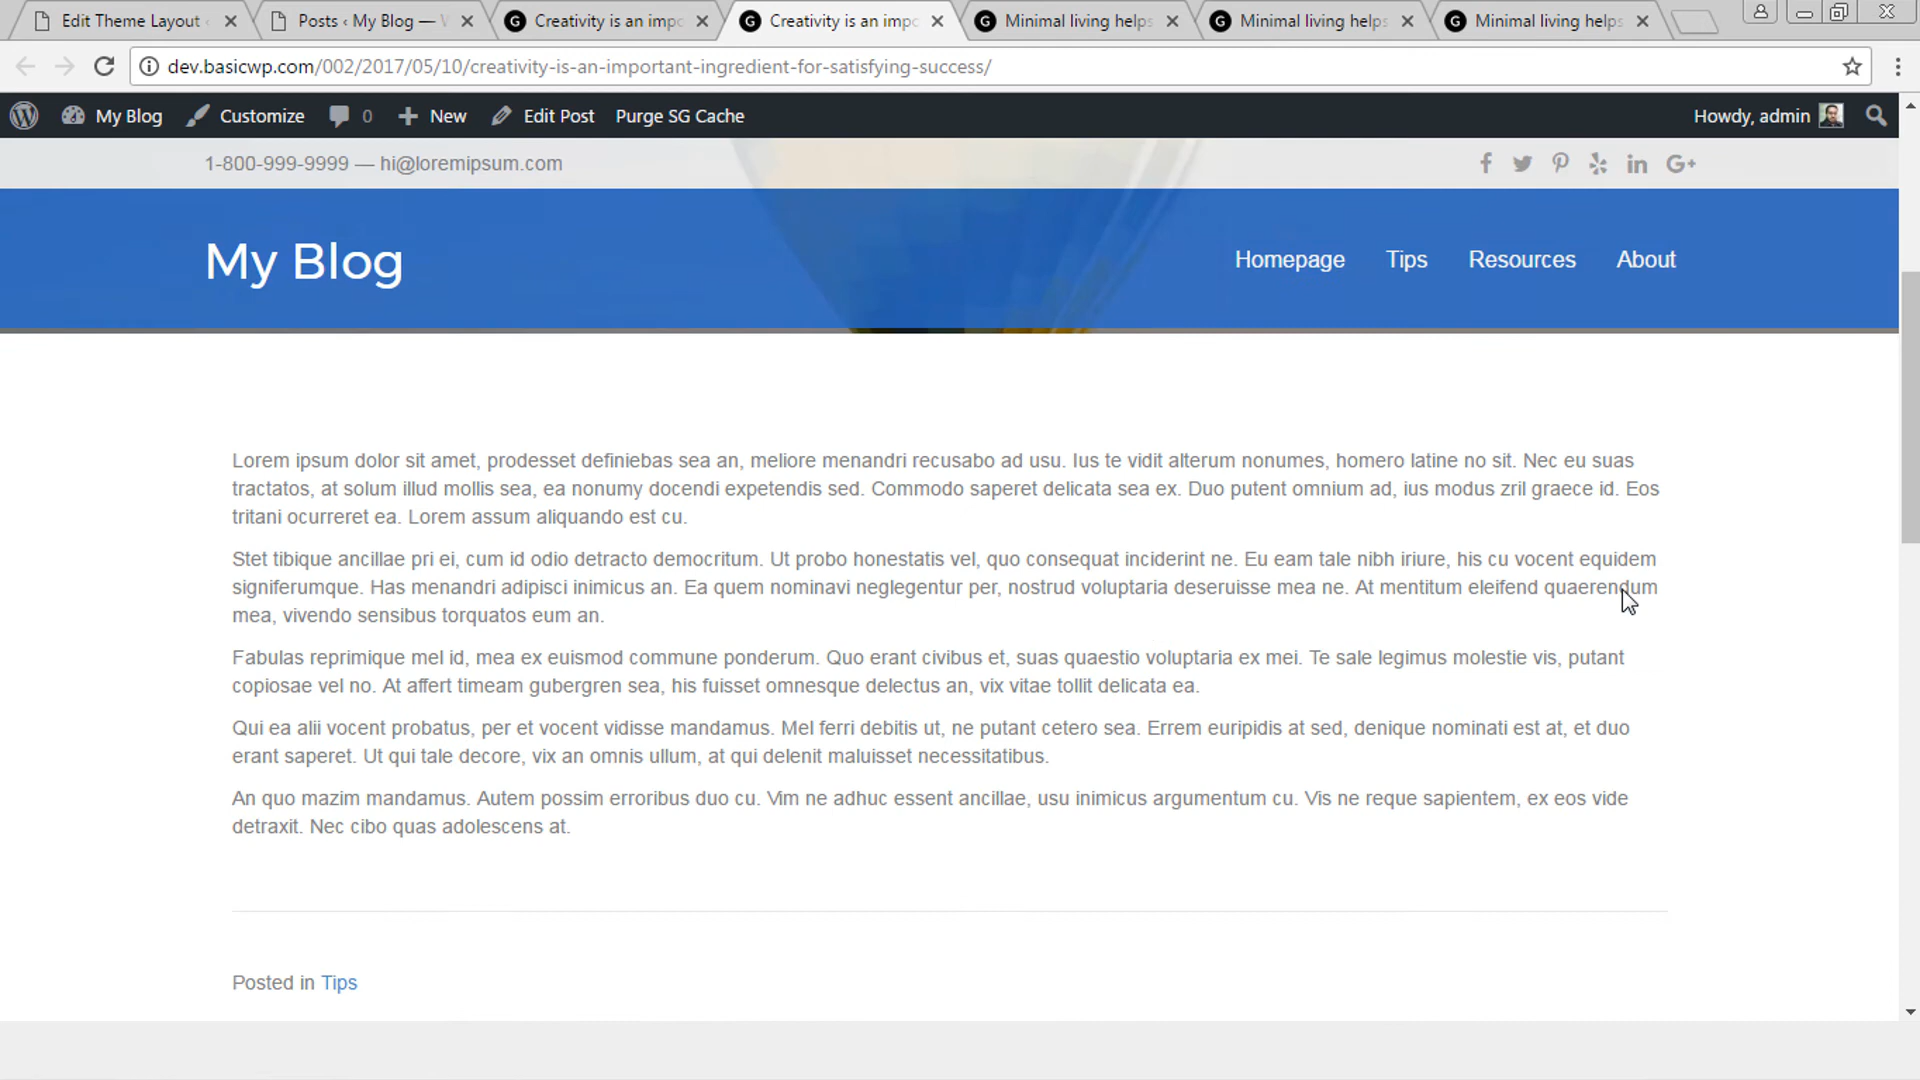 Edit Theme Layout
Posts ‹ My Blog —
Creativity is an
Creativity is an
Minimal living helps
Minimal living helps
Minimal living helps
dev.basicwp.com/002/2017/05/10/creativity-is-an-important-ingredient-for-satisfying-success/
My Blog Customize 0 New Edit Post Purge SG Cache Howdy, admin
1-800-999-9999 — hi@loremipsum.com
My Blog Homepage Tips Resources About
Lorem ipsum dolor sit amet, prodesset definiebas sea an, meliore menandri recusabo ad usu. Ius te vidit alterum nonumes, homero latine no sit. Nec eu suas
tractatos, at solum illud mollis sea, ea nonumy docendi expetendis sed. Commodo saperet delicata sea ex. Duo putent omnium ad, ius modus zril graece id. Eos
tritani ocurreret ea. Lorem assum aliquando est cu.
Stet tibique ancillae pri ei, cum id odio detracto democritum. Ut probo honestatis vel, quo consequat inciderint ne. Eu eam tale nibh iriure, his cu vocent equidem
signiferumque. Has menandri adipisci inimicus an. Ea quem nominavi neglegentur per, nostrud voluptaria deseruisse mea ne. At mentitum eleifend quaerendum
mea, vivendo sensibus torquatos eum an.
Fabulas reprimique mel id, mea ex euismod commune ponderum. Quo erant civibus et, suas quaestio voluptaria ex mei. Te sale legimus molestie vis, putant
copiosae vel no. At affert timeam gubergren sea, his fuisset omnesque delectus an, vix vitae tollit delicata ea.
Qui ea alii vocent probatus, per et vocent vidisse mandamus. Mel ferri debitis ut, ne putant cetero sea. Errem euripidis at sed, denique nominati est at, et duo
erant saperet. Ut qui tale decore, vix an omnis ullum, at qui delenit maluisset necessitatibus.
An quo mazim mandamus. Autem possim erroribus duo cu. Vim ne adhuc essent ancillae, usu inimicus argumentum cu. Vis ne reque sapientem, ex eos vide
detraxit. Nec cibo quas adolescens at.
Posted in Tips